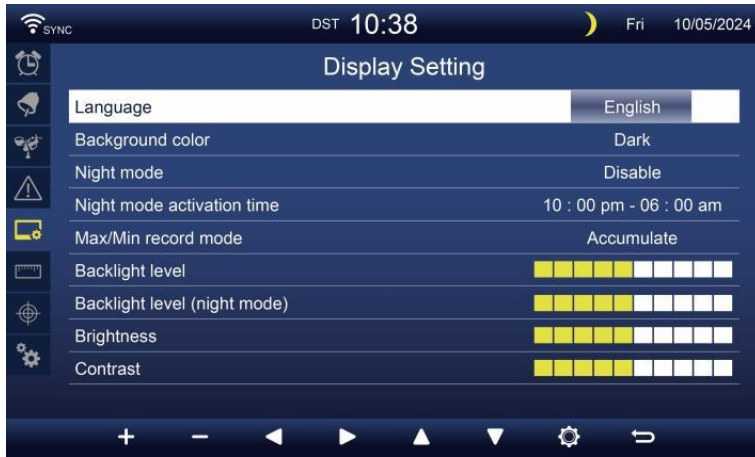 SYNC DST 10:38 Fri 10/05/2024
Display Setting
Language English
Background color Dark
Night mode Disable
Night mode activation time 10 : 00 pm - 06 : 00 am
Max/Min record mode Accumulate
Backlight level
Backlight level (night mode)
Brightness
Contrast